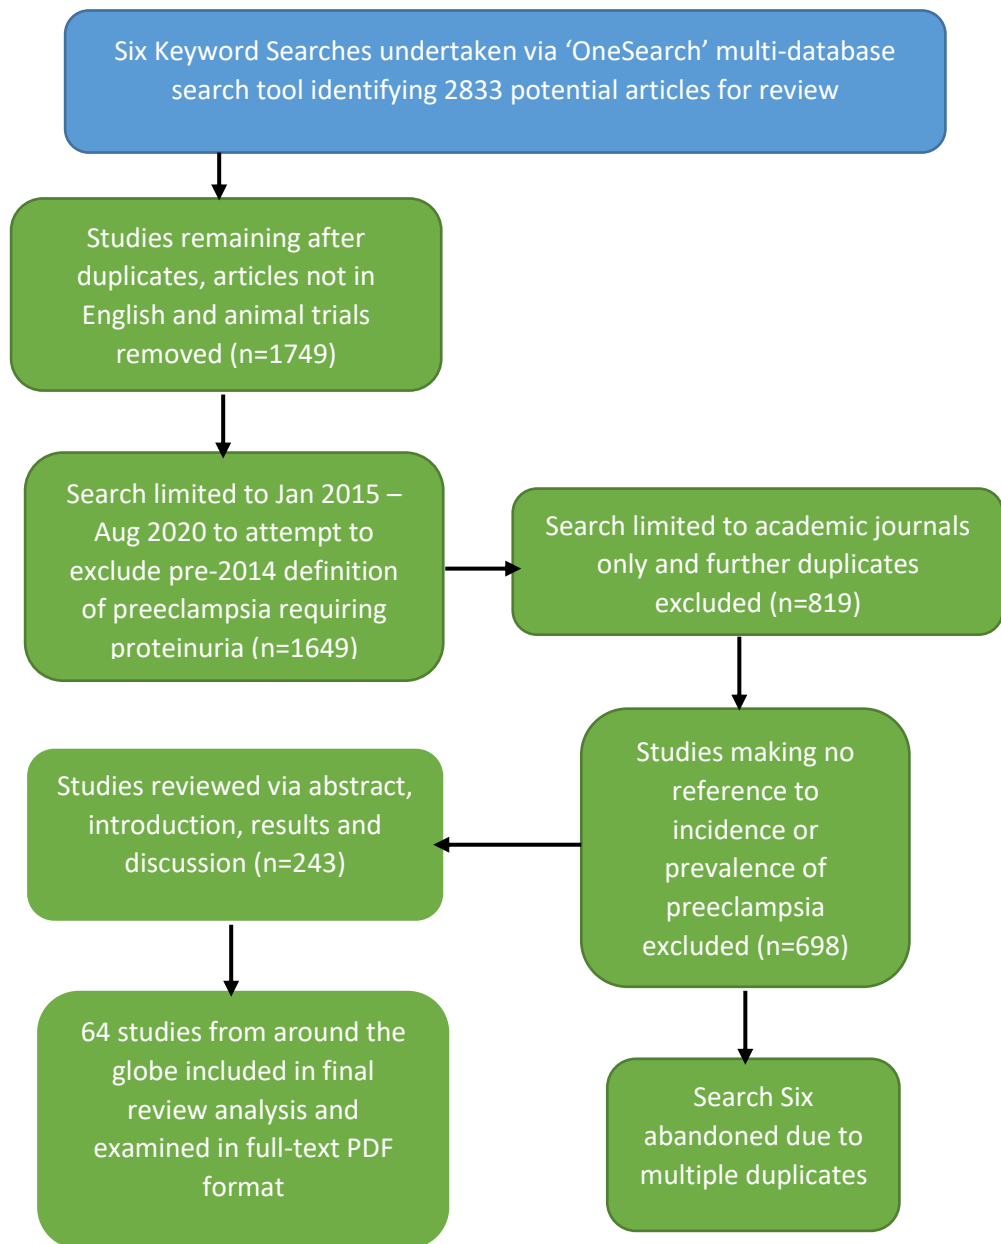 Six Keyword Searches undertaken via ‘OneSearch’ multi-database
search tool identifying 2833 potential articles for review
Studies remaining after
duplicates, articles not in
English and animal trials
removed (n=1749)
Search limited to Jan 2015 –
Aug 2020 to attempt to
exclude pre-2014 definition
of preeclampsia requiring
proteinuria (n=1649)
Search limited to academic journals
only and further duplicates
excluded (n=819)
Studies making no
reference to
incidence or
prevalence of
preeclampsia
excluded (n=698)
Studies reviewed via abstract,
introduction, results and
discussion (n=243)
64 studies from around the
globe included in final
review analysis and
examined in full-text PDF
format
Search Six
abandoned due to
multiple duplicates